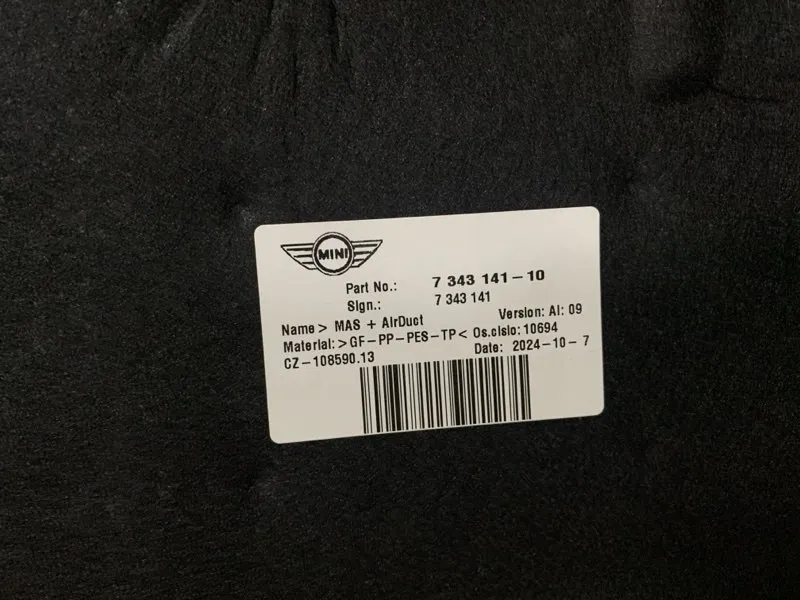 MINI
Part No.: 7 343 141-10
Sign.: 7 343 141
Version: AI: 09
Name> MAS + AirDuct
Material: >GF-PP-PES-TP< Os.cislo: 10694
CZ-108590.13 Date: 2024-10- 7